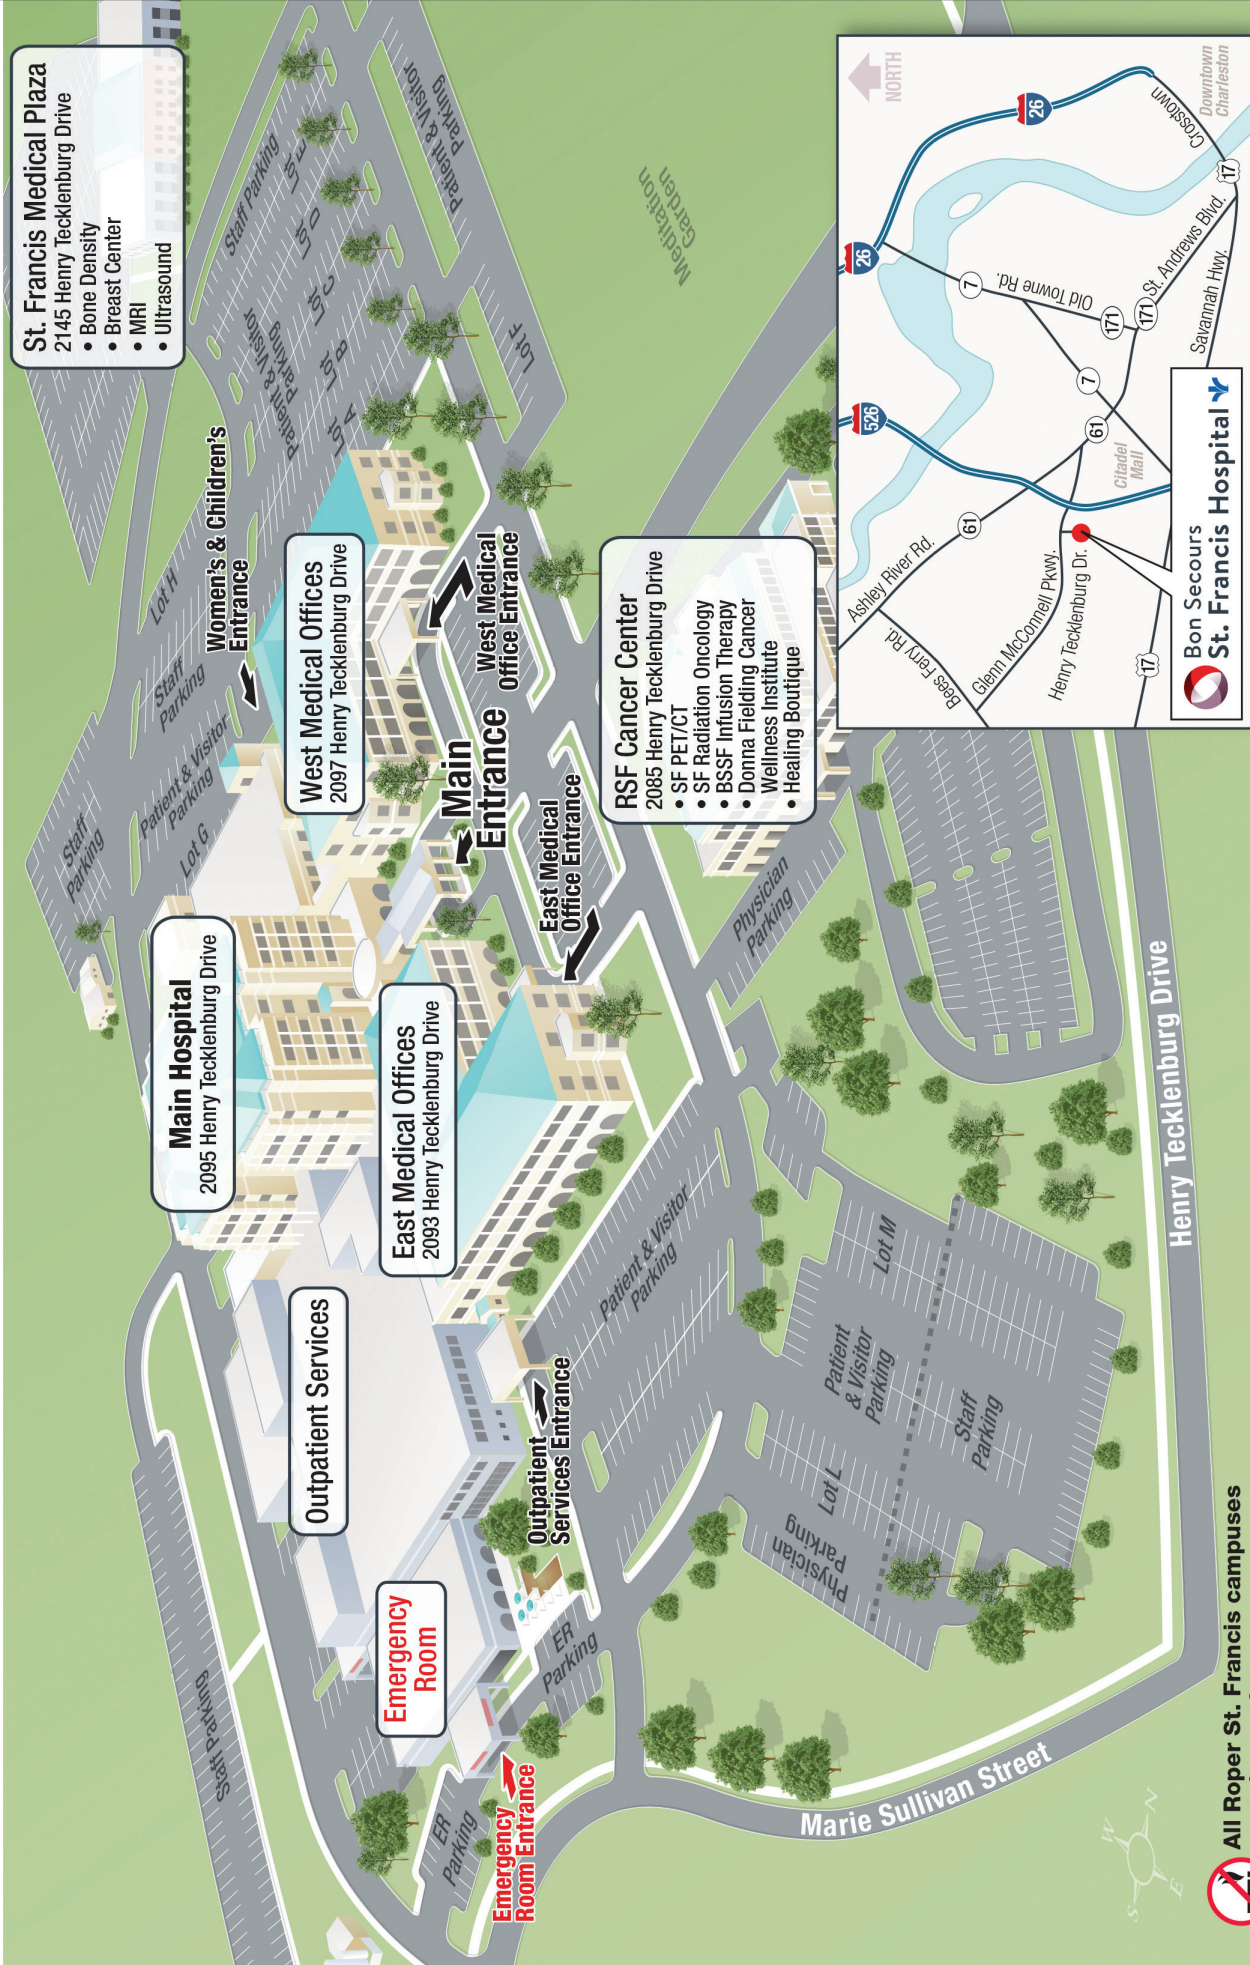 St. Francis Medical Plaza
2145 Henry Tecklenburg Drive
• Bone Density
• Breast Center
• MRI
• Ultrasound
Staff Parking
Lot E
Lot D
Lot C
Lot B
Lot A
Patient & Visitor
Parking
Patient & Visitor
Parking
Lot F
Meditation
Garden
Lot H
Women's & Children's
Entrance
Staff
Parking
Patient & Visitor
Parking
Lot G
Staff
Parking
West Medical Offices
2097 Henry Tecklenburg Drive
West Medical
Office Entrance
Main
Entrance
East Medical
Office Entrance
RSF Cancer Center
2085 Henry Tecklenburg Drive
• SF PET/CT
• SF Radiation Oncology
• BSSF Infusion Therapy
• Donna Fielding Cancer
Wellness Institute
• Healing Boutique
Physician
Parking
Main Hospital
2095 Henry Tecklenburg Drive
East Medical Offices
2093 Henry Tecklenburg Drive
Outpatient Services
Outpatient
Services Entrance
Patient & Visitor
Parking
Lot M
Patient
& Visitor
Parking
Staff
Parking
Lot L
Physician
Parking
Emergency
Room
ER
Parking
ER
Parking
Emergency
Room Entrance
Staff Parking
Marie Sullivan Street
Henry Tecklenburg Drive
S
W
N
E
All Roper St. Francis campuses
NORTH
26
26
526
7
7
17
17
171
171
61
61
Crosstown
Downtown
Charleston
Old Towne Rd.
St. Andrews Blvd.
Savannah Hwy.
Citadel
Mall
Ashley River Rd.
Bees Ferry Rd.
Glenn McConnell Pkwy.
Henry Tecklenburg Dr.
Bon Secours
St. Francis Hospital